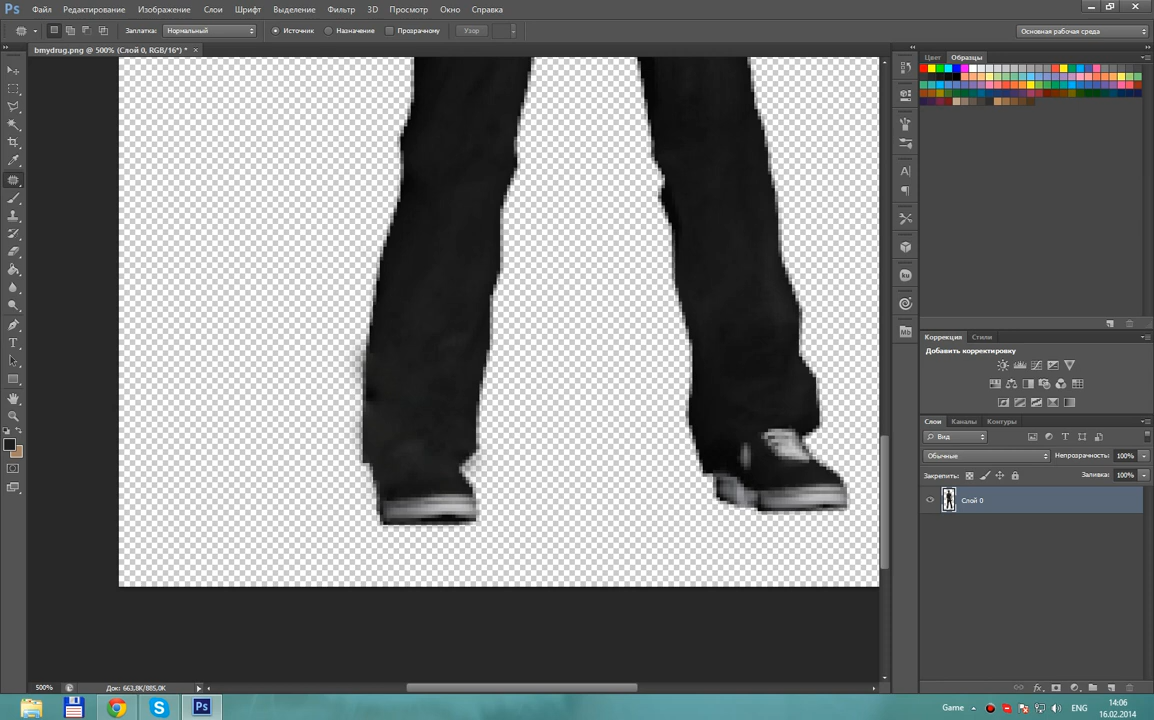 Ps Файл Редактирование Изображение Слои Шрифт Выделение Фильтр 3D Просмотр Окно Справка
Заплатка: Нормальный Источник Назначение Прозрачному Узор Основная рабочая среда
bmydrug.png @ 500% (Слой 0, RGB/16*) * ×
Цвет Образцы
Коррекция Стили
Добавить корректировку
Слои Каналы Контуры
Вид
Обычные Непрозрачность: 100%
Закрепить: Заливка: 100%
Слой 0
ku
Mb
500% Док: 663,8K/885,0K
Game ENG 14:06
16.02.2014